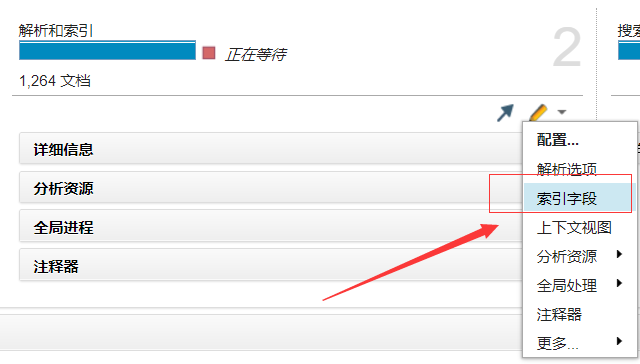 解析和索引
正在等待
2
搜索
1,264 文档
详细信息
分析资源
全局进程
注释器
配置...
解析选项
索引字段
上下文视图
分析资源
全局处理
注释器
更多...